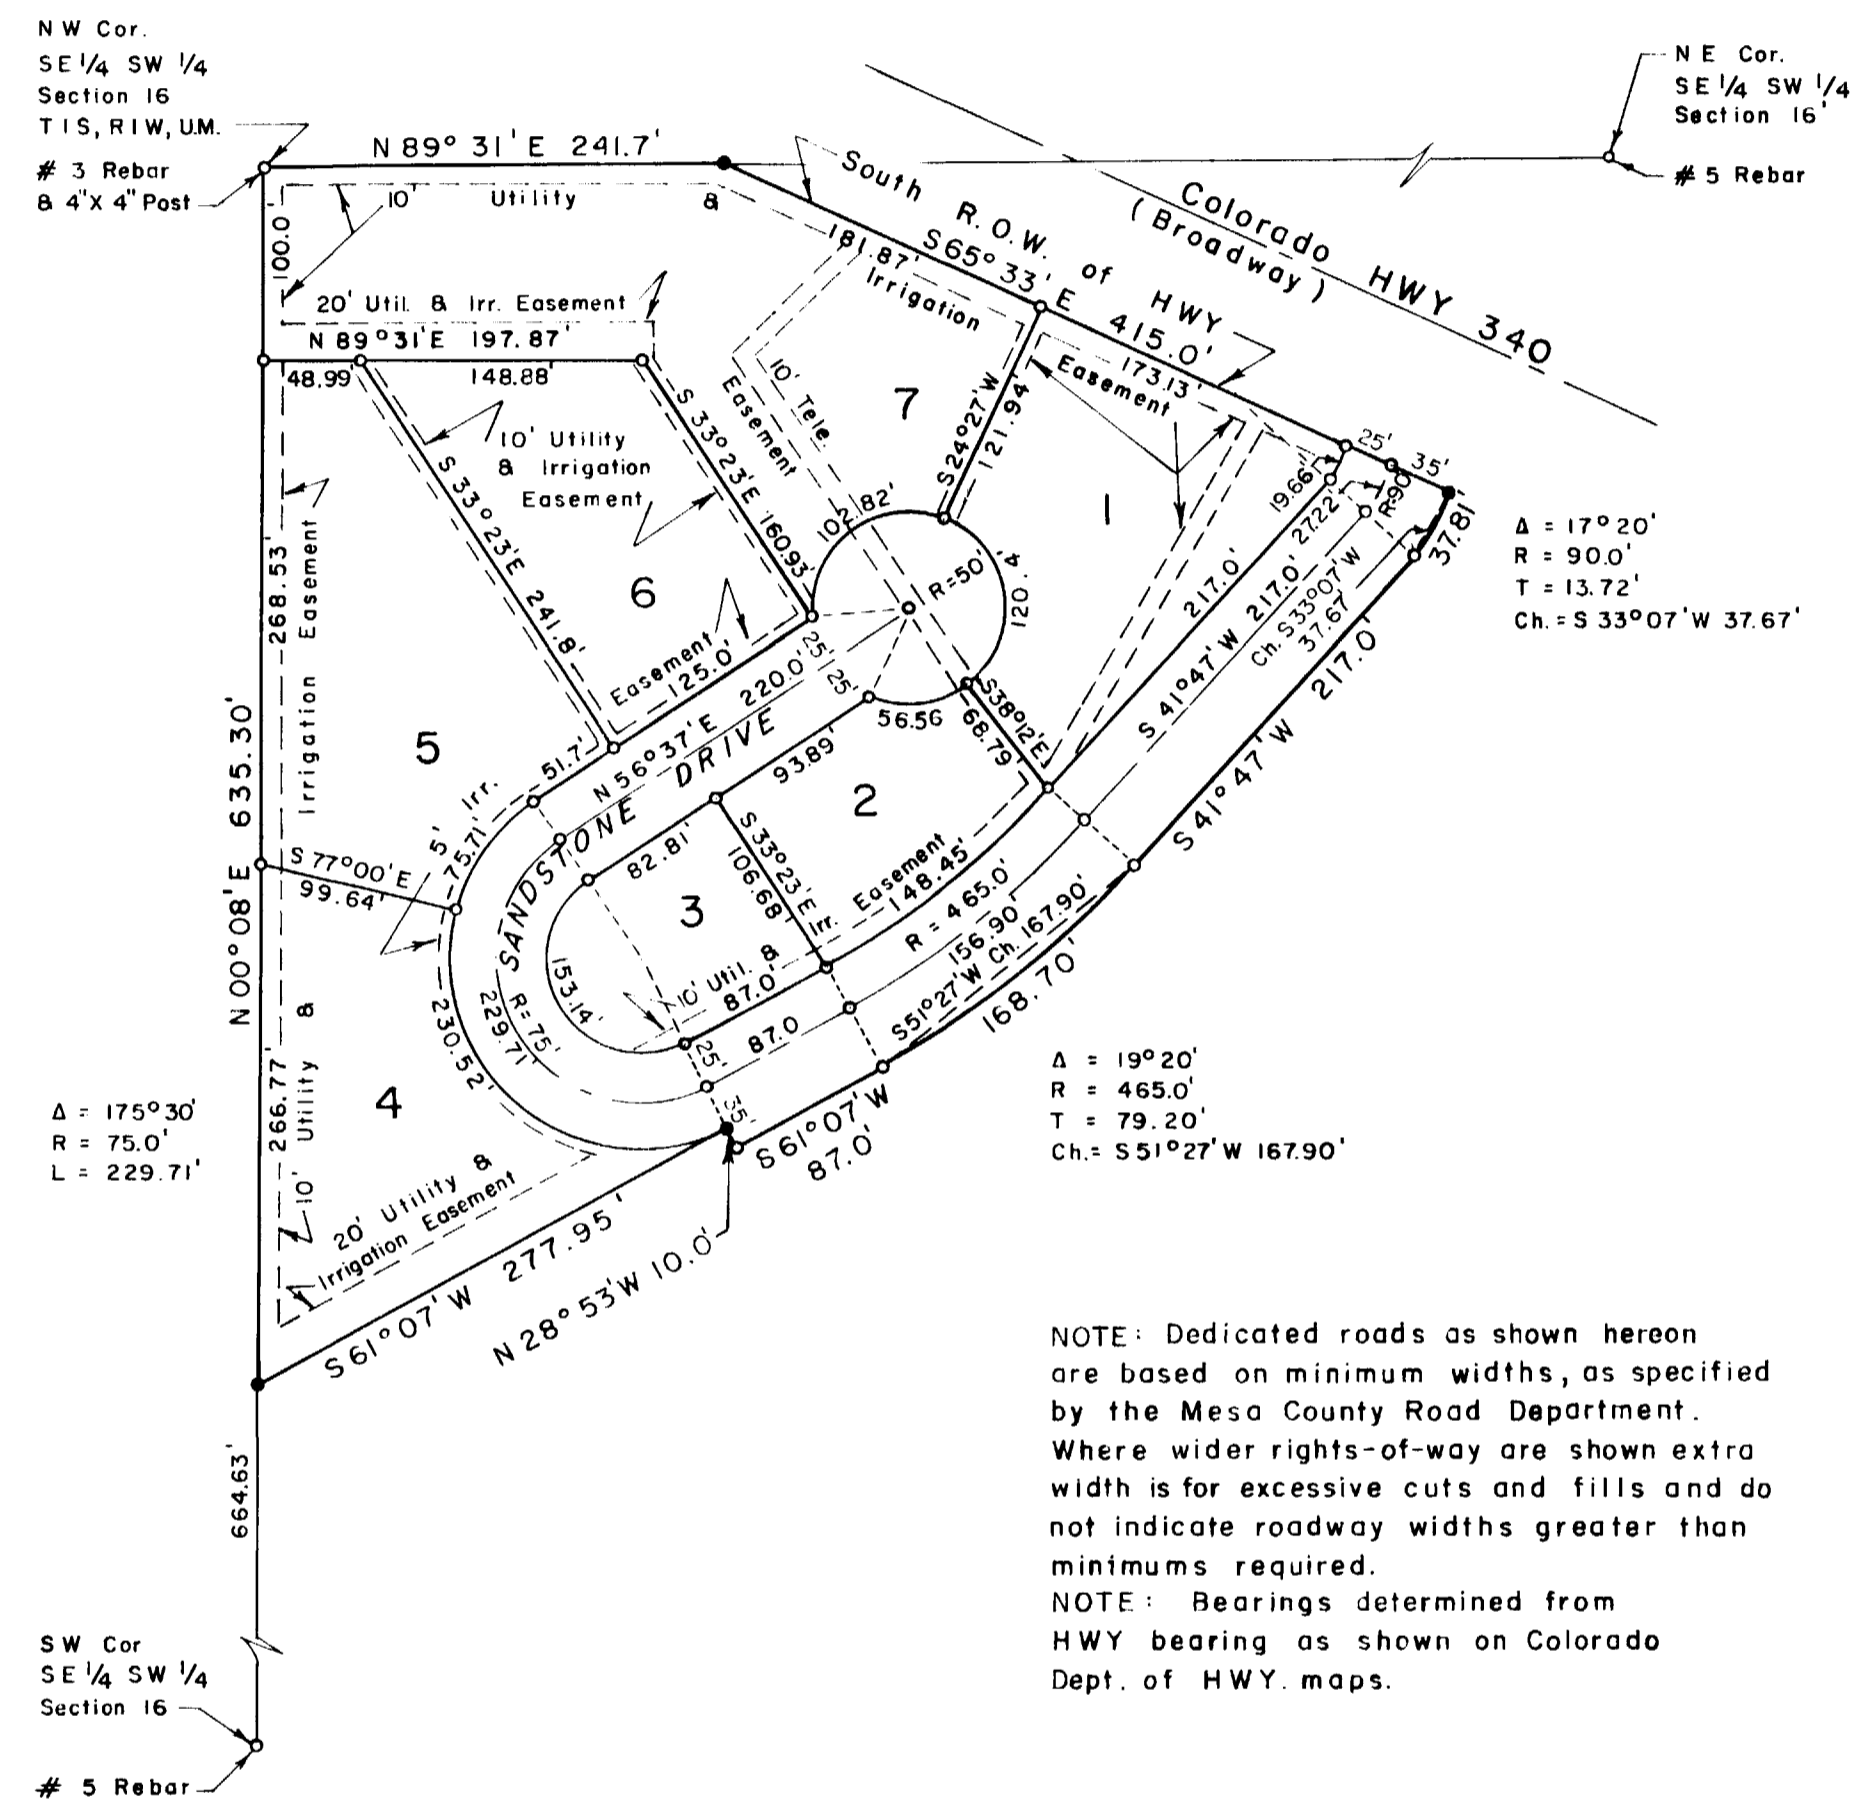 NW Cor.
SE 1/4 SW 1/4
Section 16
T1S, R1W, U.M.
# 3 Rebar
& 4"X 4" Post
NE Cor.
SE 1/4 SW 1/4
Section 16'
# 5 Rebar
N 89° 31' E 241.7'
10' Utility &
Irrigation
Easement
South R.O.W. of HWY
S 65° 33' E 415.0'
Colorado HWY 340
(Broadway)
181.87'
173.13'
25'
35'
100.0'
20' Util. & Irr. Easement
N 89°31'E 197.87'
48.99'
148.88'
10' Utility
& Irrigation
Easement
S 33°23'E 241.8'
S 33°23'E 160.93'
10' Tele.
Easement
7
S 24°27'W
121.94'
1
19.66'
27.22'
R=90'
37.81'
Δ = 17°20'
R = 90.0'
T = 13.72'
Ch. = S 33°07'W 37.67'
6
102.82'
R=50'
120.4'
217.0'
S 41°47'W 217.0'
Ch. S33°07'W
37.67'
217.0'
S 41°47'W
268.53'
Irrigation Easement
N 00°08'E 635.30'
5
Easement
125.0'
25'
25'
N 56°37'E 220.0'
SANDSTONE DRIVE
56.56
S38°12'E
68.79'
51.7'
5' Irr.
75.71'
93.89'
2
82.81'
S 33°23'E
106.68'
S 77°00'E
99.64'
3
10' Util. & Irr. Easement
87.0'
148.45'
R = 465.0'
156.90
S51°27'W Ch. 167.90'
168.70'
153.14'
R=75'
229.71'
230.52'
25'
87.0
35'
S 61°07'W
87.0'
Δ = 19°20'
R = 465.0'
T = 79.20'
Ch.= S51°27'W 167.90'
Δ = 175°30'
R = 75.0'
L = 229.71'
266.77'
10' Utility &
4
20' Utility &
Irrigation Easement
S 61°07'W 277.95'
N 28°53'W 10.0'
664.63'
SW Cor
SE 1/4 SW 1/4
Section 16
# 5 Rebar
NOTE: Dedicated roads as shown hereon
are based on minimum widths, as specified
by the Mesa County Road Department.
Where wider rights-of-way are shown extra
width is for excessive cuts and fills and do
not indicate roadway widths greater than
minimums required.
NOTE: Bearings determined from
HWY bearing as shown on Colorado
Dept. of HWY. maps.